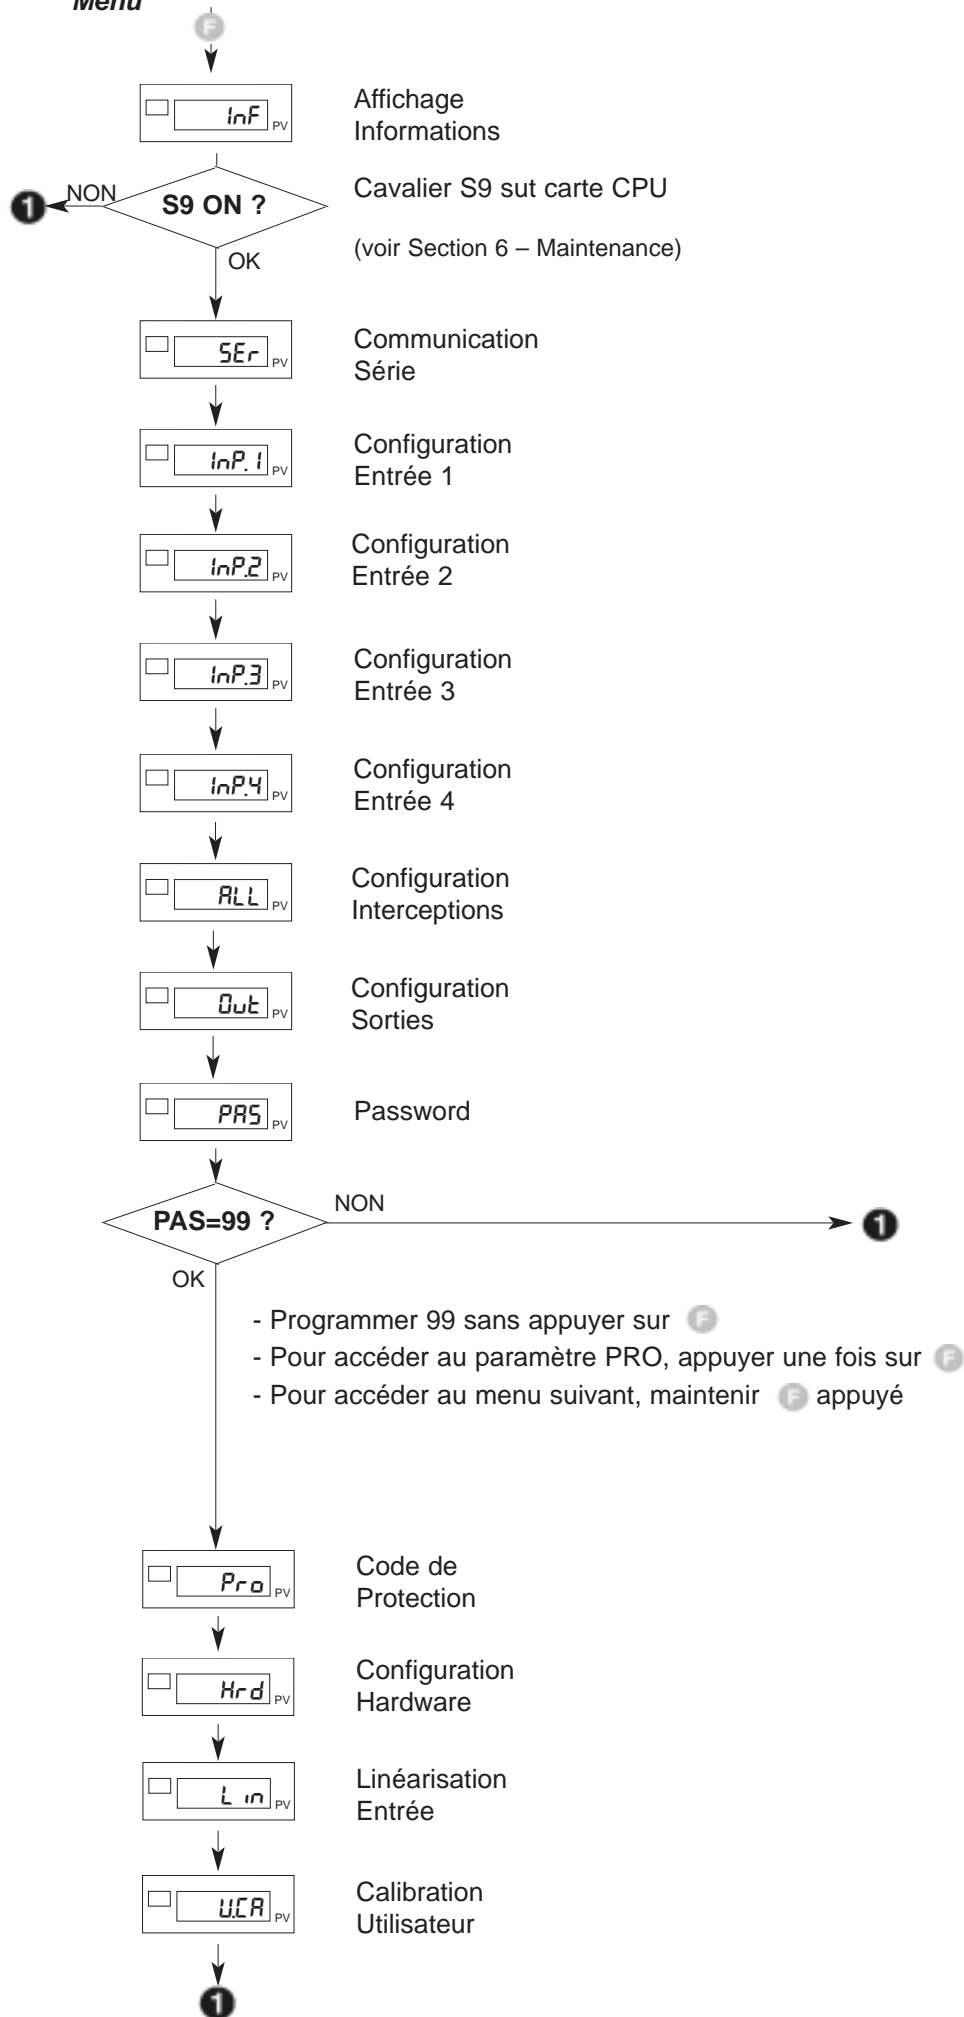 Menu
F
InF PV
Affichage
Informations
S9 ON ?
NON
1
OK
Cavalier S9 sut carte CPU
(voir Section 6 – Maintenance)
SEr PV
Communication
Série
InP.1 PV
Configuration
Entrée 1
InP.2 PV
Configuration
Entrée 2
InP.3 PV
Configuration
Entrée 3
InP.4 PV
Configuration
Entrée 4
ALL PV
Configuration
Interceptions
Out PV
Configuration
Sorties
PAS PV
Password
PAS=99 ?
NON
1
OK
- Programmer 99 sans appuyer sur F
- Pour accéder au paramètre PRO, appuyer une fois sur F
- Pour accéder au menu suivant, maintenir F appuyé
Pro PV
Code de
Protection
Hrd PV
Configuration
Hardware
Lin PV
Linéarisation
Entrée
U.CA PV
Calibration
Utilisateur
1